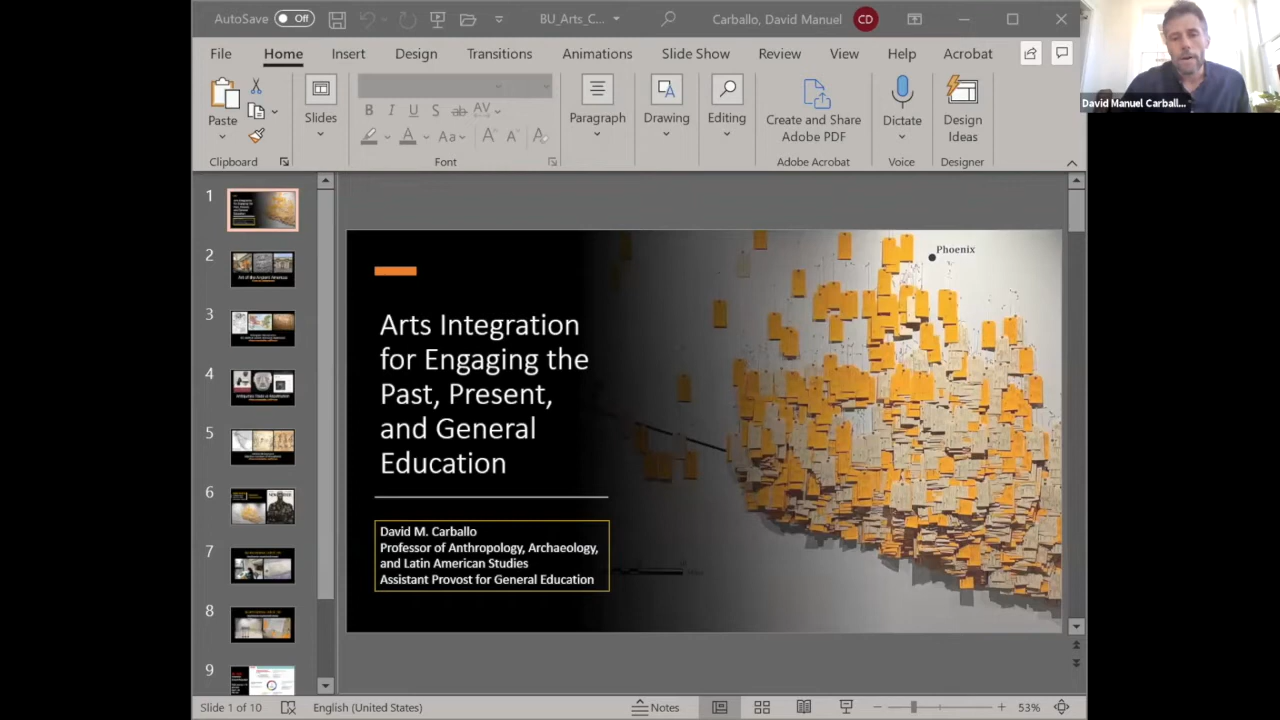 AutoSave Off BU_Arts_C... Carballo, David Manuel CD
David Manuel Carball...
File Home Insert Design Transitions Animations Slide Show Review View Help Acrobat
Paste
Slides
B I U S ab AV
A Aa A A A
Paragraph
Drawing
Editing
Create and Share
Adobe PDF
Dictate
Design
Ideas
Clipboard Font Adobe Acrobat Voice Designer
1
2
3
4
5
6
7
8
9
Phoenix
Arts Integration
for Engaging the
Past, Present,
and General
Education
David M. Carballo
Professor of Anthropology, Archaeology,
and Latin American Studies
Assistant Provost for General Education
Slide 1 of 10 English (United States) Notes 53%